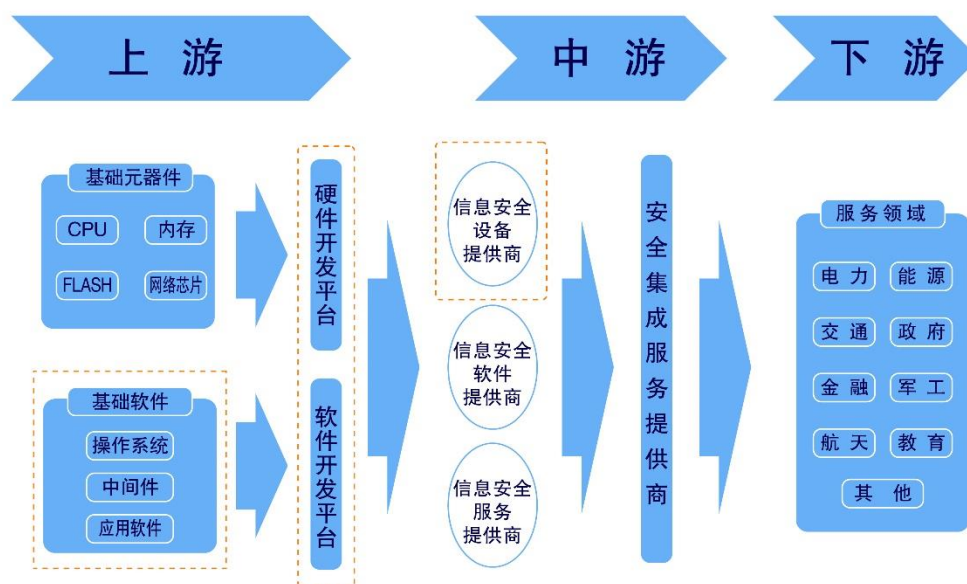 上游
中游
下游
基础元器件
CPU
内存
FLASH
网络芯片
基础软件
操作系统
中间件
应用软件
硬件开发平台
软件开发平台
信息安全
设备
提供商
信息安全
软件
提供商
信息安全
服务
提供商
安全集成服务提供商
服务领域
电力
能源
交通
政府
金融
军工
航天
教育
其他